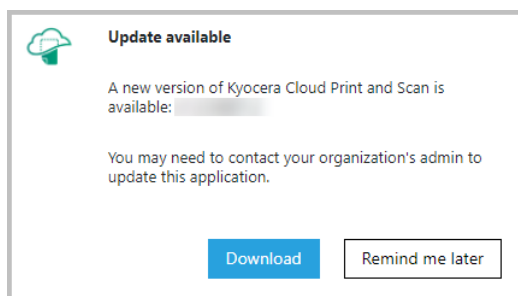 Update available
A new version of Kyocera Cloud Print and Scan is
available:
You may need to contact your organization's admin to
update this application.
Download
Remind me later